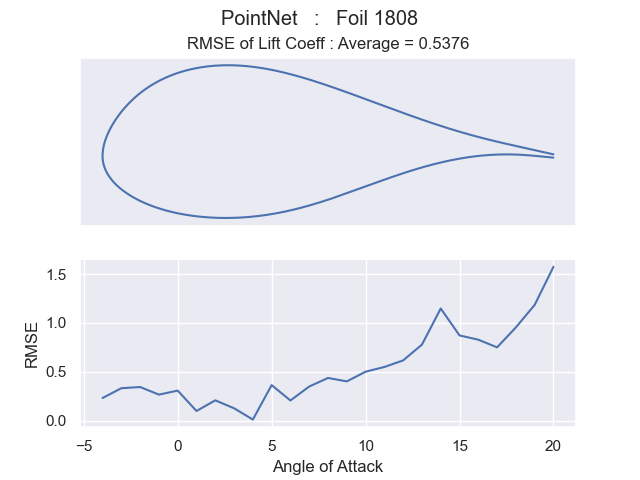 PointNet : Foil 1808
RMSE of Lift Coeff : Average = 0.5376
1.5
1.0
0.5
0.0
RMSE
−5 0 5 10 15 20
Angle of Attack